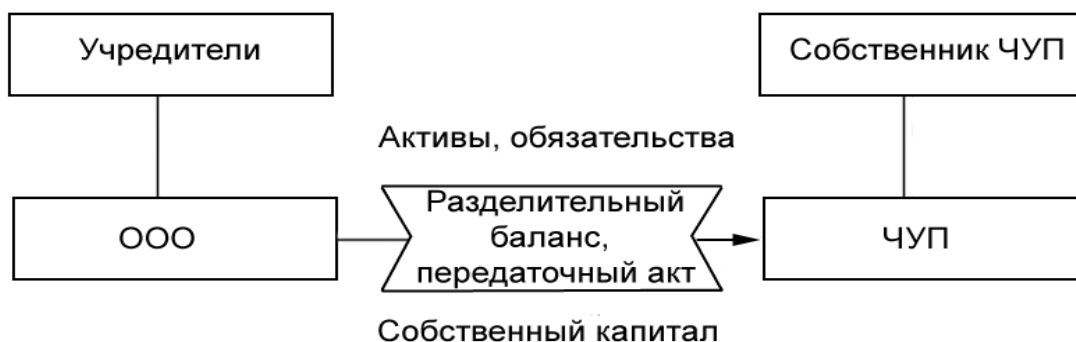 Учредители
Собственник ЧУП
Активы, обязательства
ООО
Разделительный
баланс,
передаточный акт
ЧУП
Собственный капитал